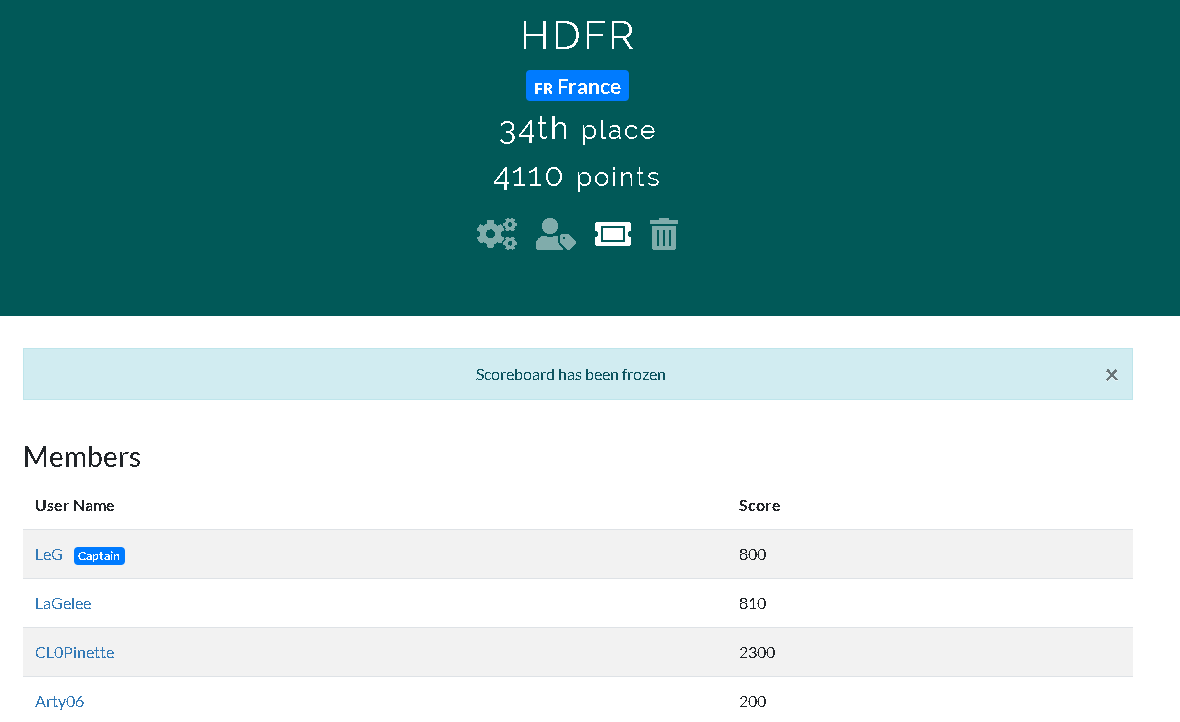 HDFR
FR France
34th place
4110 points
Scoreboard has been frozen ×
Members
User Name Score
LeG Captain 800
LaGelee 810
CL0Pinette 2300
Arty06 200